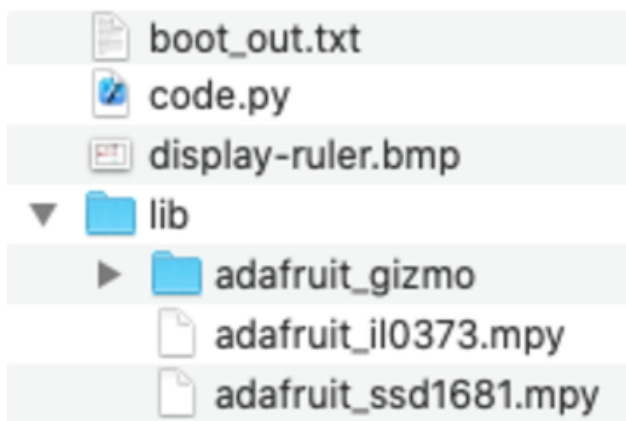 boot_out.txt
code.py
display-ruler.bmp
lib
adafruit_gizmo
adafruit_il0373.mpy
adafruit_ssd1681.mpy